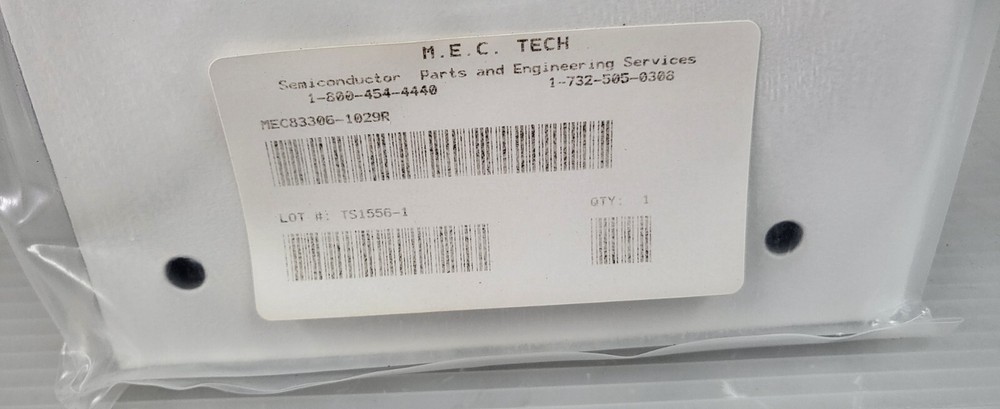 M.E.C. TECH
Semiconductor Parts and Engineering Services
1-800-454-4440 1-732-505-0308
MEC83306-1029R
LOT #: TS1556-1
QTY: 1